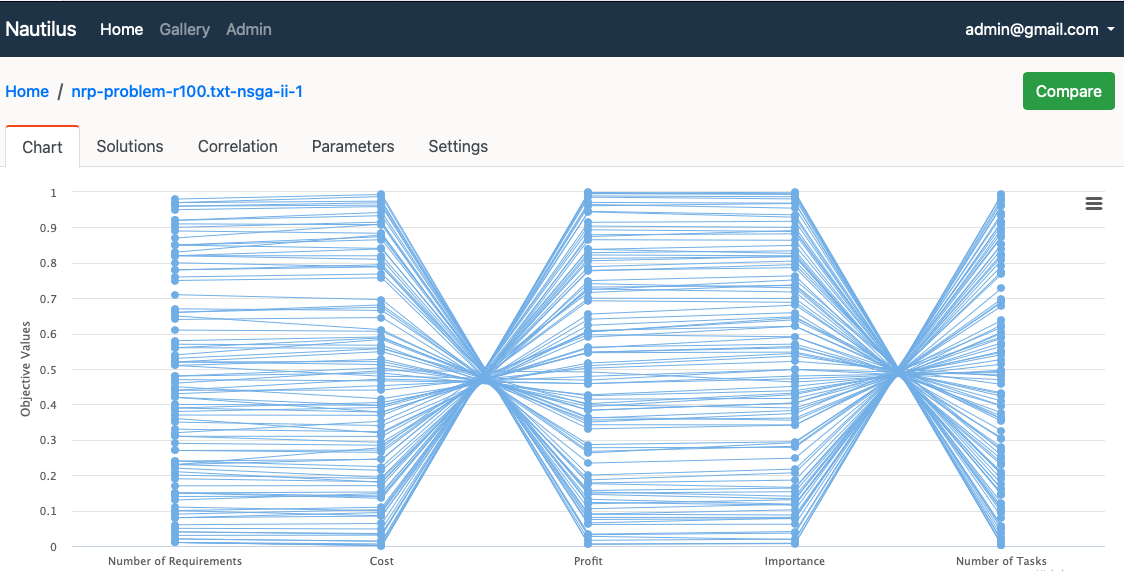 Nautilus Home Gallery Admin admin@gmail.com
Home / nrp-problem-r100.txt-nsga-ii-1 Compare
Chart Solutions Correlation Parameters Settings
Objective Values
1
0.9
0.8
0.7
0.6
0.5
0.4
0.3
0.2
0.1
0
Number of Requirements Cost Profit Importance Number of Tasks